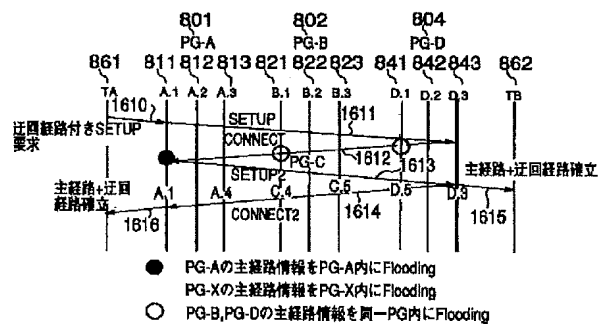 801 802 804
PG-A PG-B PG-D
861 811 812 813 821 822 823 841 842 843 862
TA A.1 A.2 A.3 B.1 B.2 B.3 D.1 D.2 D.3 TB
1610 SETUP 1611
迂回経路付きSETUP
要求
CONNECT
PG-C 1612 1613
SETUP2
主経路+迂回経路確立
主経路+迂回
経路確立
A.1 A.4 C.4 C.5 D.5 D.3
1616 CONNECT2 1614 1615
PG-Aの主経路情報をPG-A内にFlooding
PG-Xの主経路情報をPG-X内にFlooding
PG-B,PG-Dの主経路情報を同一PG内にFlooding